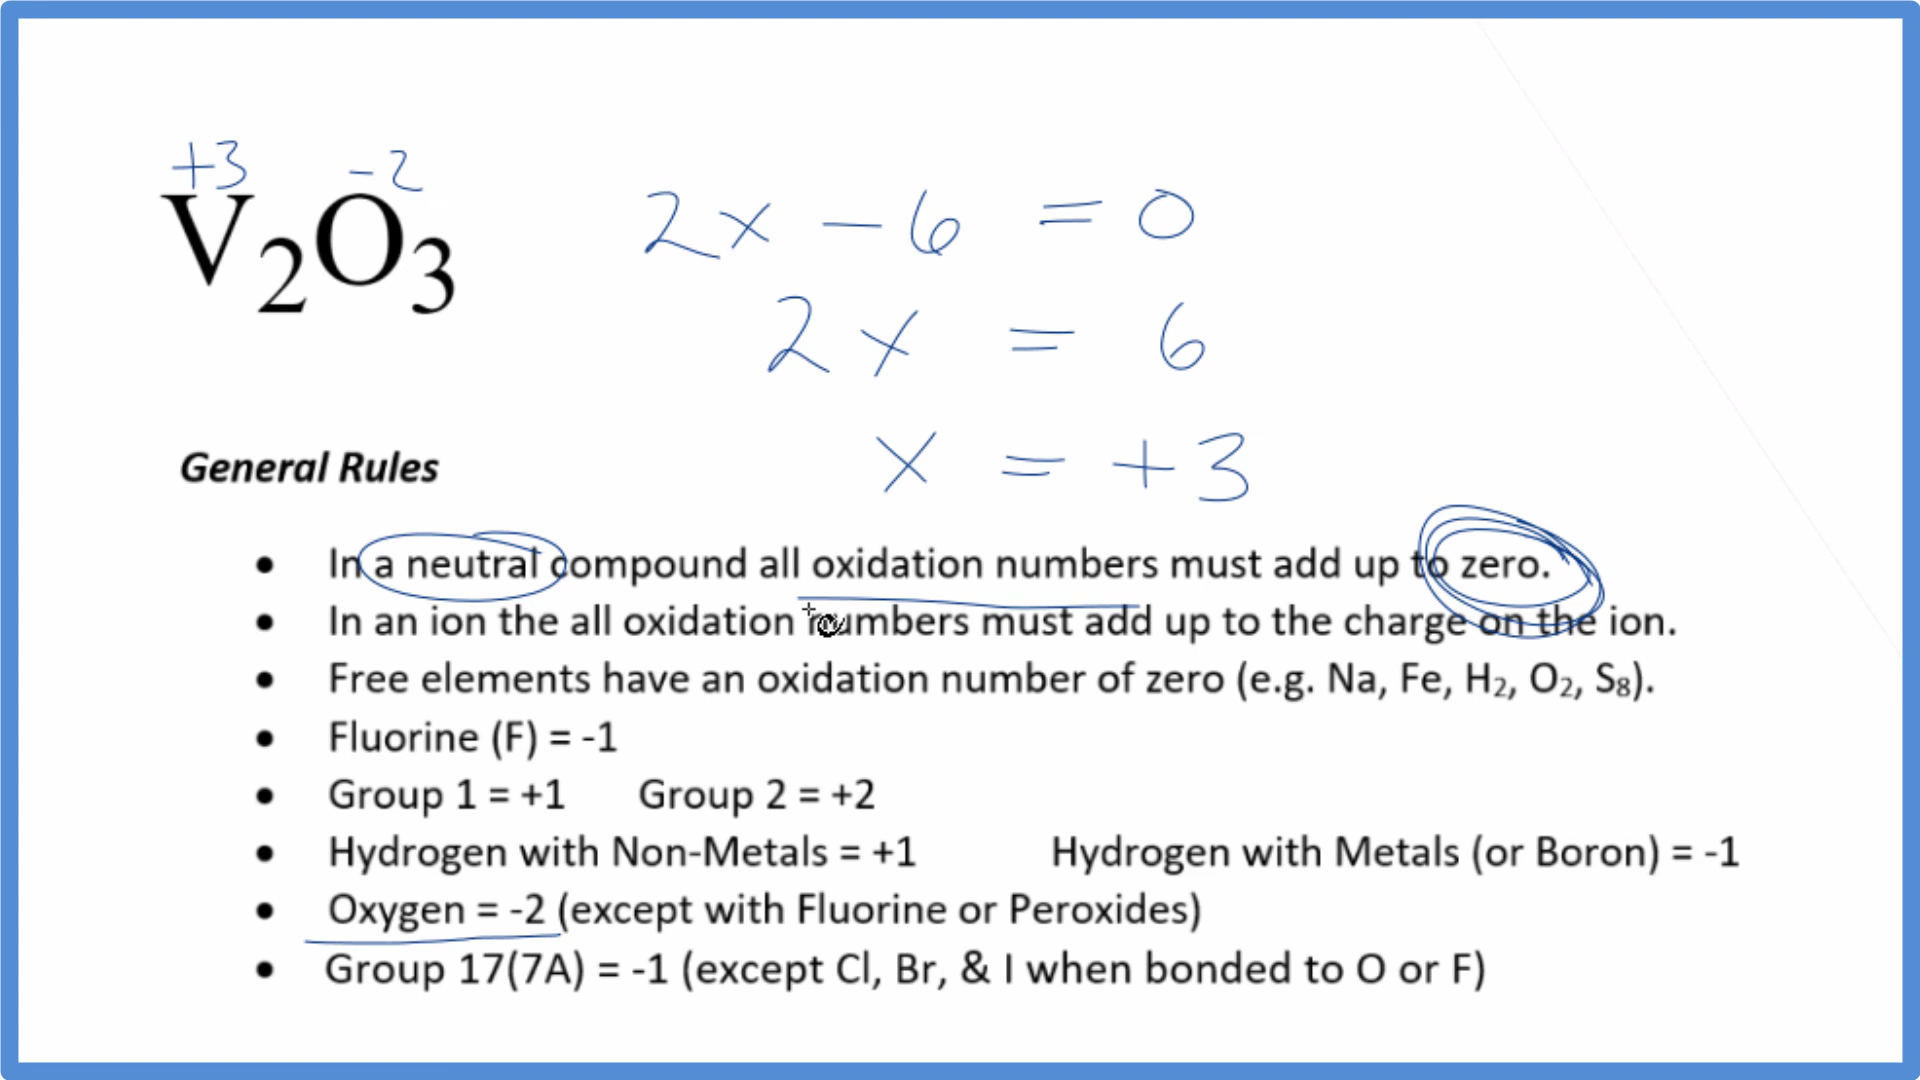 +3 -2
V₂O₃
2x - 6 = 0
2x = 6
x = +3
General Rules
• In a neutral compound all oxidation numbers must add up to zero.
• In an ion the all oxidation numbers must add up to the charge on the ion.
• Free elements have an oxidation number of zero (e.g. Na, Fe, H₂, O₂, S₈).
• Fluorine (F) = -1
• Group 1 = +1 Group 2 = +2
• Hydrogen with Non-Metals = +1 Hydrogen with Metals (or Boron) = -1
• Oxygen = -2 (except with Fluorine or Peroxides)
• Group 17(7A) = -1 (except Cl, Br, & I when bonded to O or F)